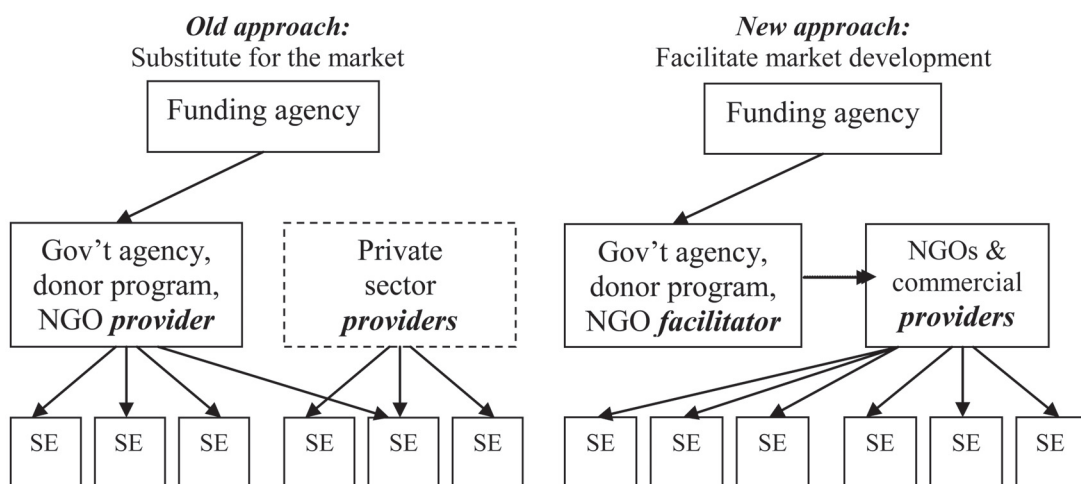 Old approach:
Substitute for the market
Funding agency
Gov't agency,
donor program,
NGO provider
Private
sector
providers
SE
SE
SE
SE
SE
SE
New approach:
Facilitate market development
Funding agency
Gov't agency,
donor program,
NGO facilitator
NGOs &
commercial
providers
SE
SE
SE
SE
SE
SE